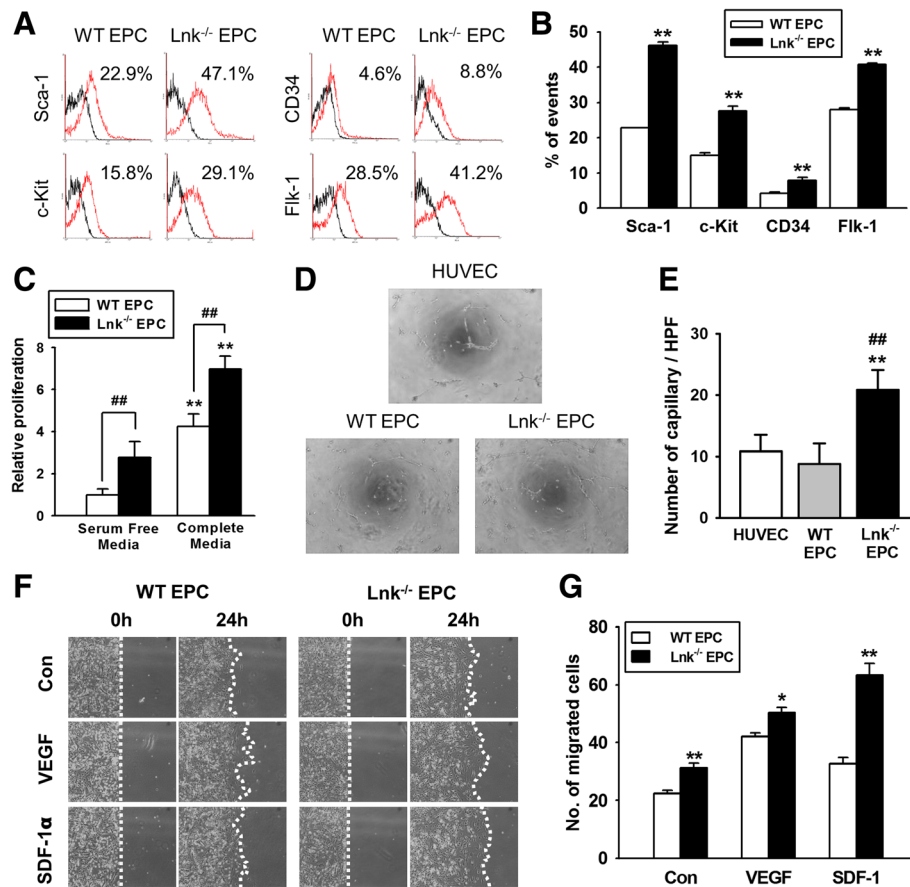 A
WT EPC
Lnk-/- EPC
WT EPC
Lnk-/- EPC
Sca-1
22.9%
47.1%
CD34
4.6%
8.8%
c-Kit
15.8%
29.1%
Flk-1
28.5%
41.2%
B
WT EPC
Lnk-/- EPC
% of events
50
40
30
20
10
0
**
**
**
**
Sca-1
c-Kit
CD34
Flk-1
C
WT EPC
Lnk-/- EPC
Relative proliferation
8
6
4
2
0
##
##
**
**
Serum Free
Media
Complete
Media
D
HUVEC
WT EPC
Lnk-/- EPC
E
Number of capillary / HPF
30
20
10
0
##
**
HUVEC
WT
EPC
Lnk-/-
EPC
F
WT EPC
Lnk-/- EPC
0h
24h
0h
24h
Con
VEGF
SDF-1α
G
WT EPC
Lnk-/- EPC
No. of migrated cells
80
60
40
20
0
**
*
**
Con
VEGF
SDF-1